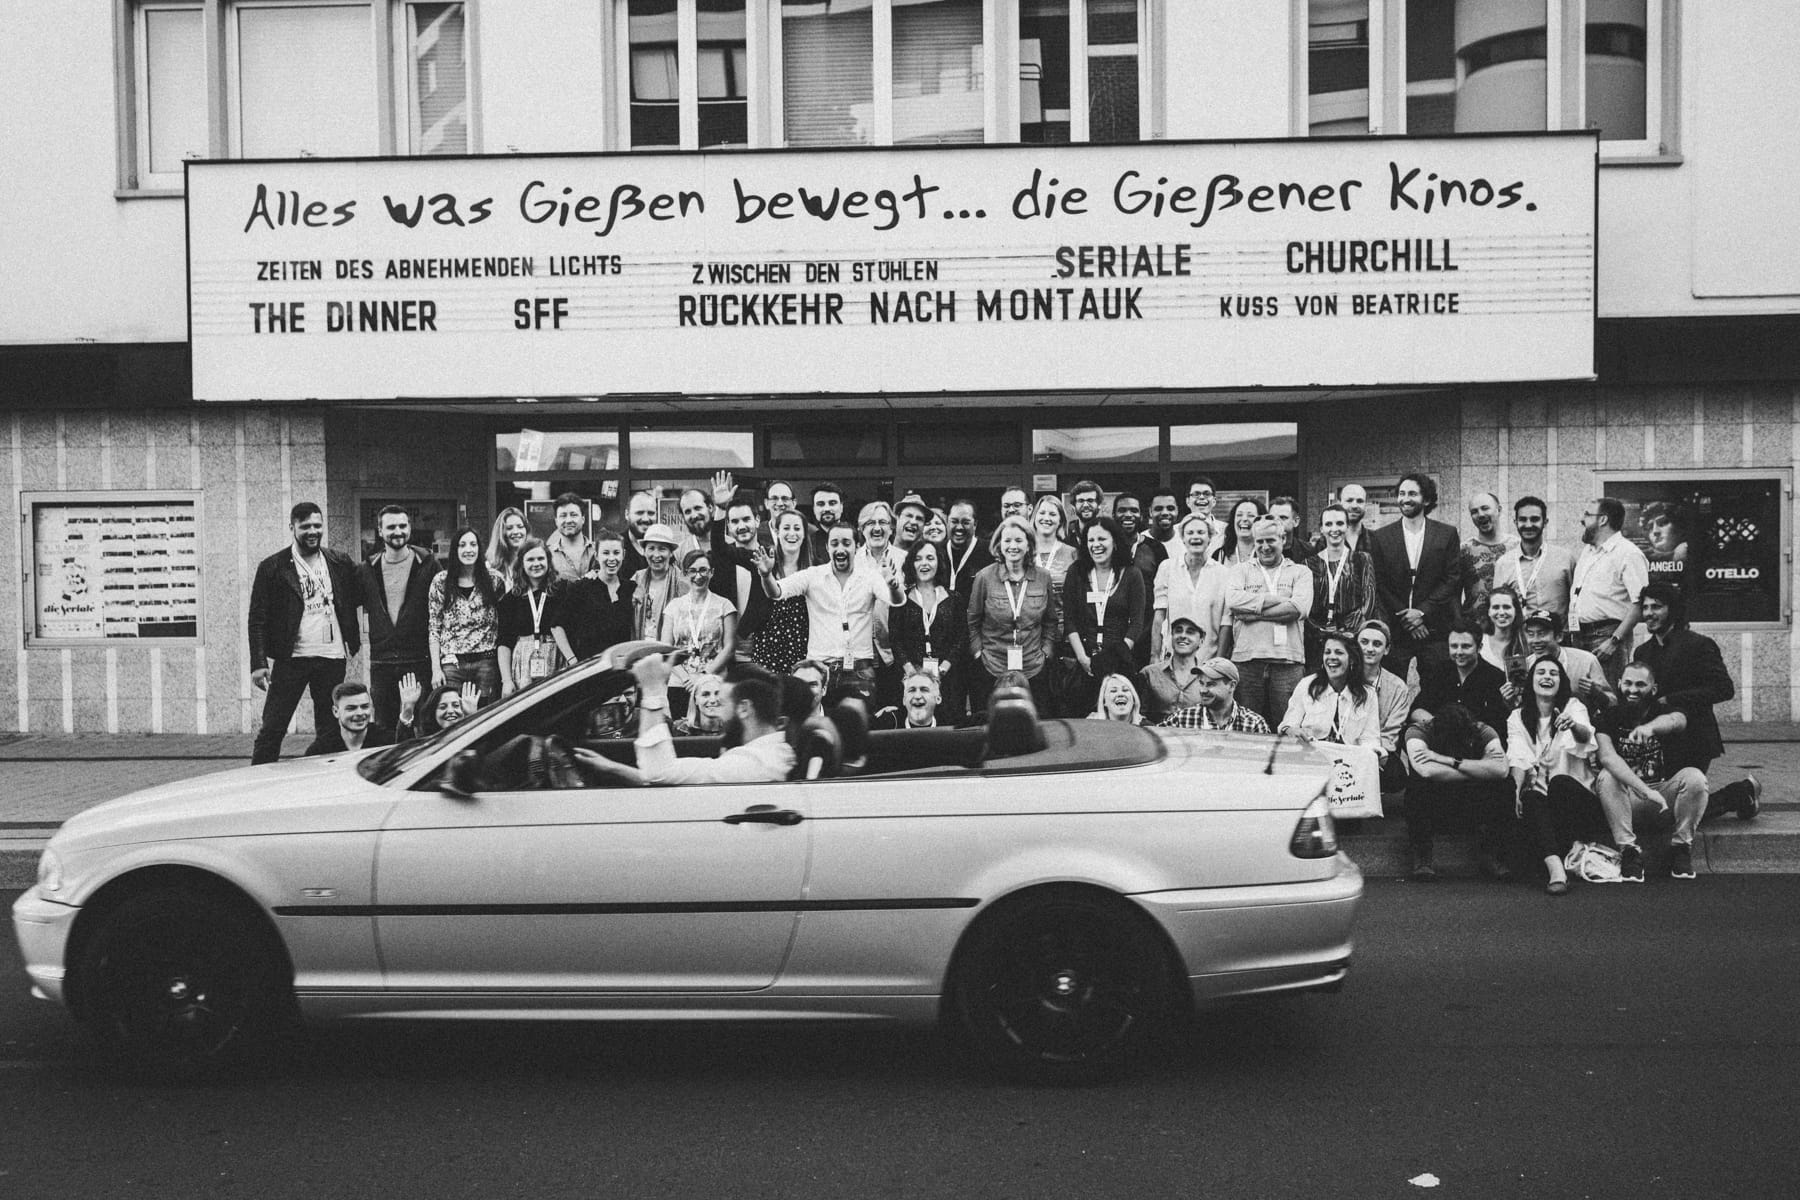 Alles was Gießen bewegt... die Gießener Kinos.
ZEITEN DES ABNEHMENDEN LICHTS ZWISCHEN DEN STÜHLEN SERIALE CHURCHILL
THE DINNER SFF RÜCKKEHR NACH MONTAUK KUSS VON BEATRICE
die Seriale
ANGELO
OTELLO
die Seriale